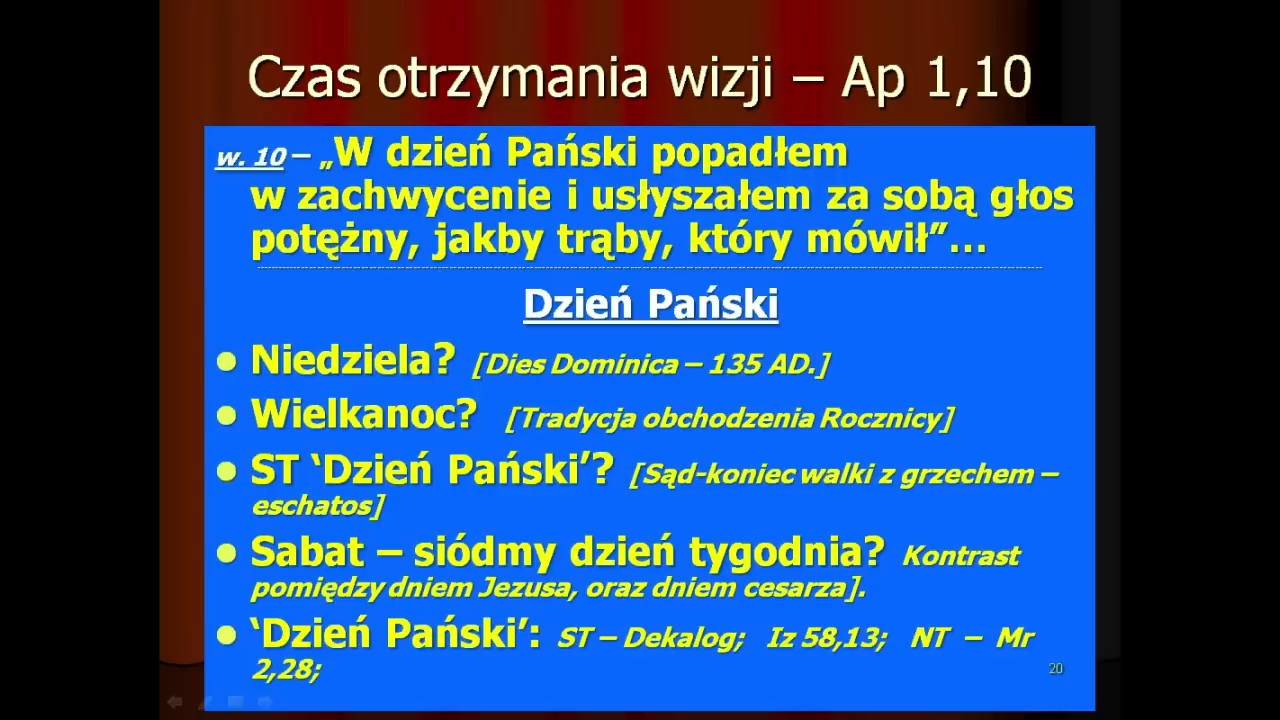 Czas otrzymania wizji – Ap 1,10
w. 10 – „W dzień Pański popadłem
w zachwycenie i usłyszałem za sobą głos
potężny, jakby trąby, który mówił”...
Dzień Pański
● Niedziela? [Dies Dominica – 135 AD.]
● Wielkanoc? [Tradycja obchodzenia Rocznicy]
● ST ‘Dzień Pański’? [Sąd-koniec walki z grzechem –
eschatos]
● Sabat – siódmy dzień tygodnia? Kontrast
pomiędzy dniem Jezusa, oraz dniem cesarza].
● ‘Dzień Pański’: ST – Dekalog; Iz 58,13; NT – Mr
2,28;
20